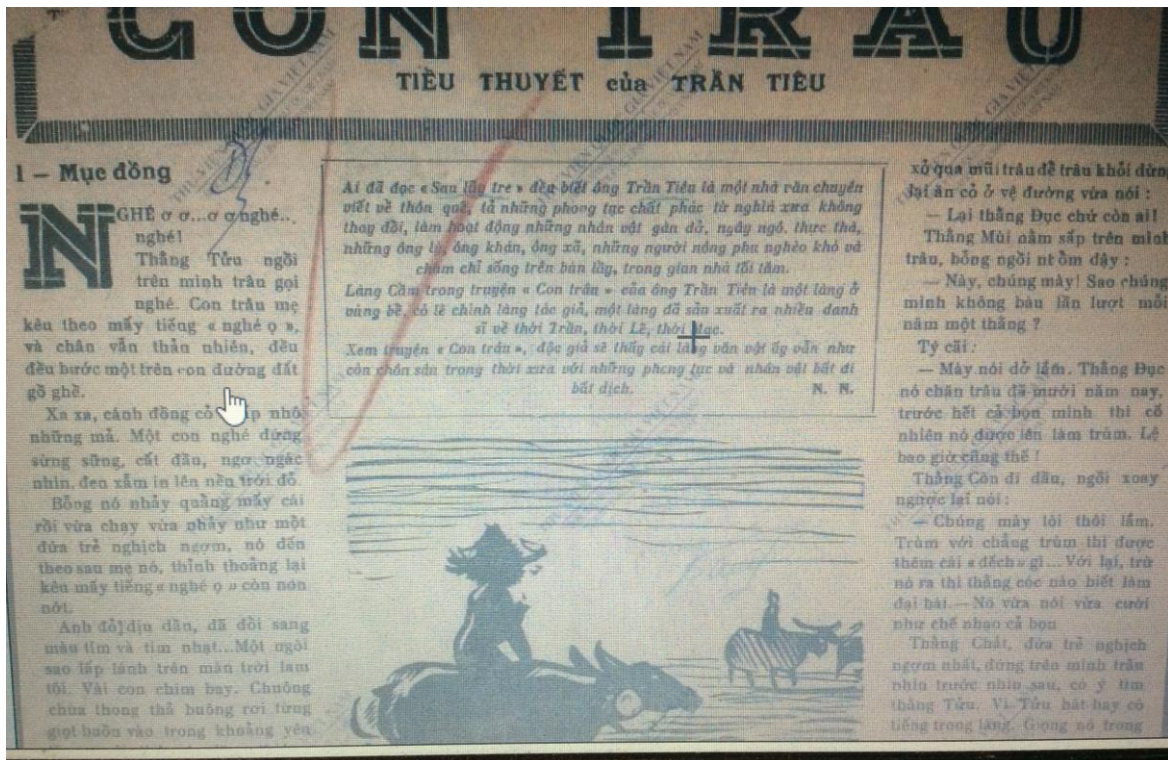 CON TRÂU
TIỂU THUYẾT của TRẦN TIÊU
I — Mục đồng
NGHÉ ơ ơ...ơ ơ nghé..
nghé!
Thằng Tửu ngồi
trên mình trâu gọi
nghé. Con trâu mẹ
kêu theo mấy tiếng « nghé ọ »,
và chân vẫn thản nhiên, đều
đều bước một trên con đường đất
gồ ghề.
Xa xa, cánh đồng cỏ nhô
những mả. Một con nghé đứng
sừng sững, cất đầu, ngơ ngác
nhìn, đen xẫm in lên nền trời đỏ.
Bỗng nó nhảy quẳng mấy cái
rồi vừa chạy vừa nhảy như một
đứa trẻ nghịch ngợm, nó đến
theo sau mẹ nó, thỉnh thoảng lại
kêu mấy tiếng « nghé ọ » còn non
nớt.
Ánh đỏ dịu dần, đã đổi sang
màu tím và tím nhạt...Một ngôi
sao lấp lánh trên màn trời lam
tối. Vài con chim bay. Chuông
chùa thong thả buông rơi từng
giọt buồn vào trong khoảng yên
Ai đã đọc « Sau lũy tre » đều biết ông Trần Tiêu là một nhà văn chuyên
viết về thôn quê, tả những phong tục chất phác từ nghìn xưa không
thay đổi, làm hoạt động những nhân vật gàn dở, ngây ngô, thực thà,
những ông lý, ông khán, ông xã, những người nông phu nghèo khó và
chăm chỉ sống trên bùn lầy, trong gian nhà tối tăm.
Làng Cầm trong truyện « Con trâu » của ông Trần Tiêu là một làng ở
vùng bể, có lẽ chính làng tác giả, một làng đã sản xuất ra nhiều danh
sĩ về thời Trần, thời Lê, thời Mạc.
Xem truyện « Con trâu », độc giả sẽ thấy cái làng văn vật ấy vẫn như
còn chôn sâu trong thời xưa với những phong tục và nhân vật bất di
bất dịch. N. N.
xỏ qua mũi trâu để trâu khỏi dừng
lại ăn cỏ ở vệ đường vừa nói :
— Lại thằng Đục chứ còn ai!
Thằng Mùi nằm sấp trên mình
trâu, bỗng ngồi nhồm dậy :
— Này, chúng mày! Sao chúng
mình không bầu lần lượt mỗi
năm một thằng ?
Tý cãi :
— Mày nói dở lắm. Thằng Đục
nó chăn trâu đã mười năm nay,
trước hết cả bọn mình thì cố
nhiên nó được lên làm trùm. Lệ
bao giờ cũng thế !
Thằng Côn đi đầu, ngồi xoay
ngược lại nói :
— Chúng mày lôi thôi lắm.
Trùm với chẳng trùm thì được
thêm cái « đếch » gì... Với lại, trừ
nó ra thì thằng cóc nào biết làm
đại bái. — Nó vừa nói vừa cười
như chế nhạo cả bọn
Thằng Chắt, đứa trẻ nghịch
ngợm nhất, đứng trên mình trâu
nhìn trước nhìn sau, có ý tìm
thằng Tửu. Vì Tửu hát hay có
tiếng trong làng. Giọng nó trong